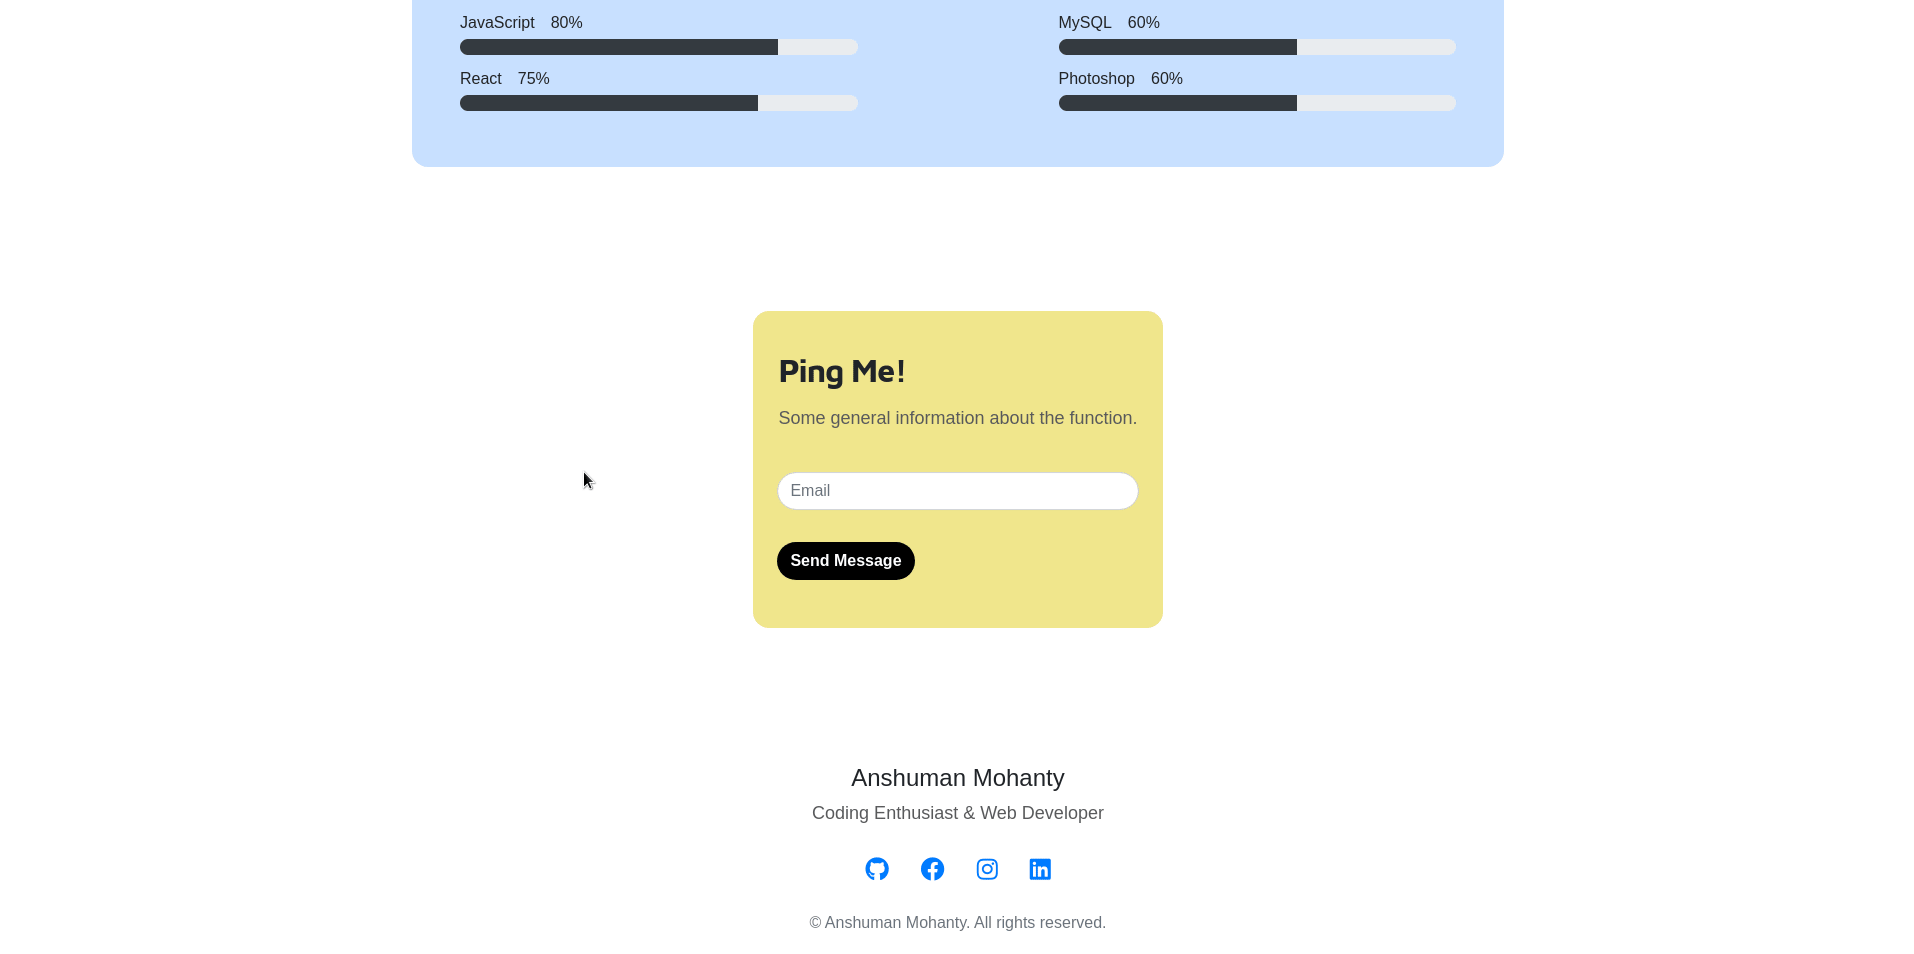 JavaScript 80%
MySQL 60%
React 75%
Photoshop 60%
Ping Me!
Some general information about the function.
Email
Send Message
Anshuman Mohanty
Coding Enthusiast & Web Developer
© Anshuman Mohanty. All rights reserved.